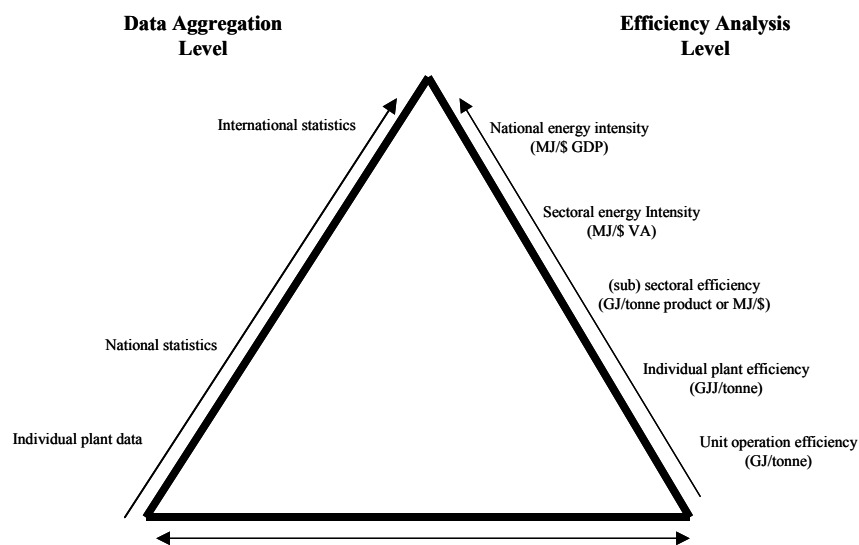 Data Aggregation
Level
Efficiency Analysis
Level
International statistics
National statistics
Individual plant data
National energy intensity
(MJ/$ GDP)
Sectoral energy Intensity
(MJ/$ VA)
(sub) sectoral efficiency
(GJ/tonne product or MJ/$)
Individual plant efficiency
(GJJ/tonne)
Unit operation efficiency
(GJ/tonne)